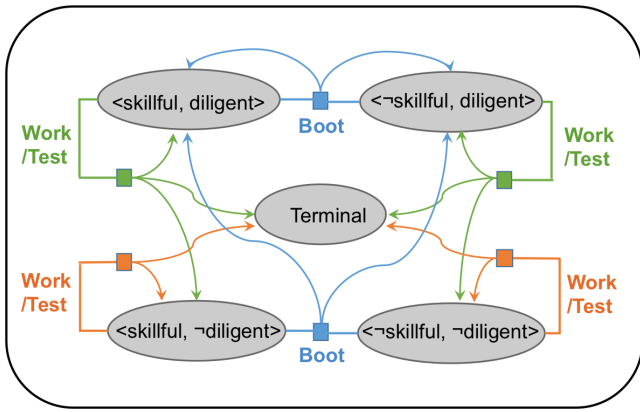 <skillful, diligent>
<¬skillful, diligent>
Boot
Work
/Test
Work
/Test
Terminal
Work
/Test
Work
/Test
<skillful, ¬diligent>
<¬skillful, ¬diligent>
Boot